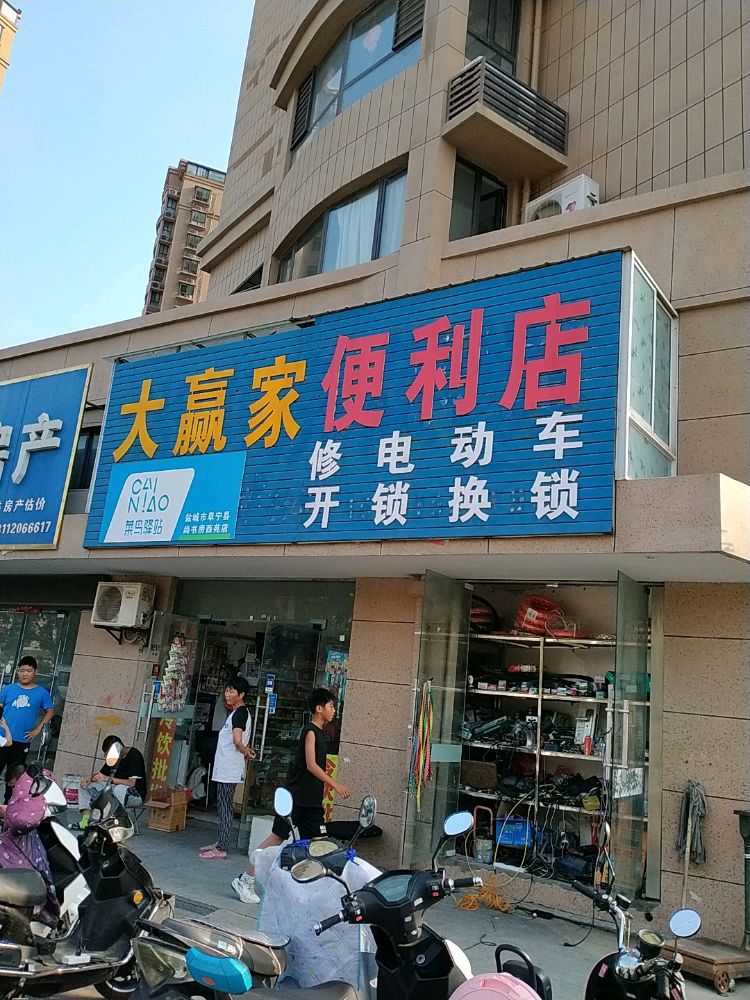 大赢家便利店
修电动车
开锁换锁
CAI
NIAO
菜鸟驿站
盐城市阜宁县
尚书房西苑店
产
房产估价
112066617
饮批